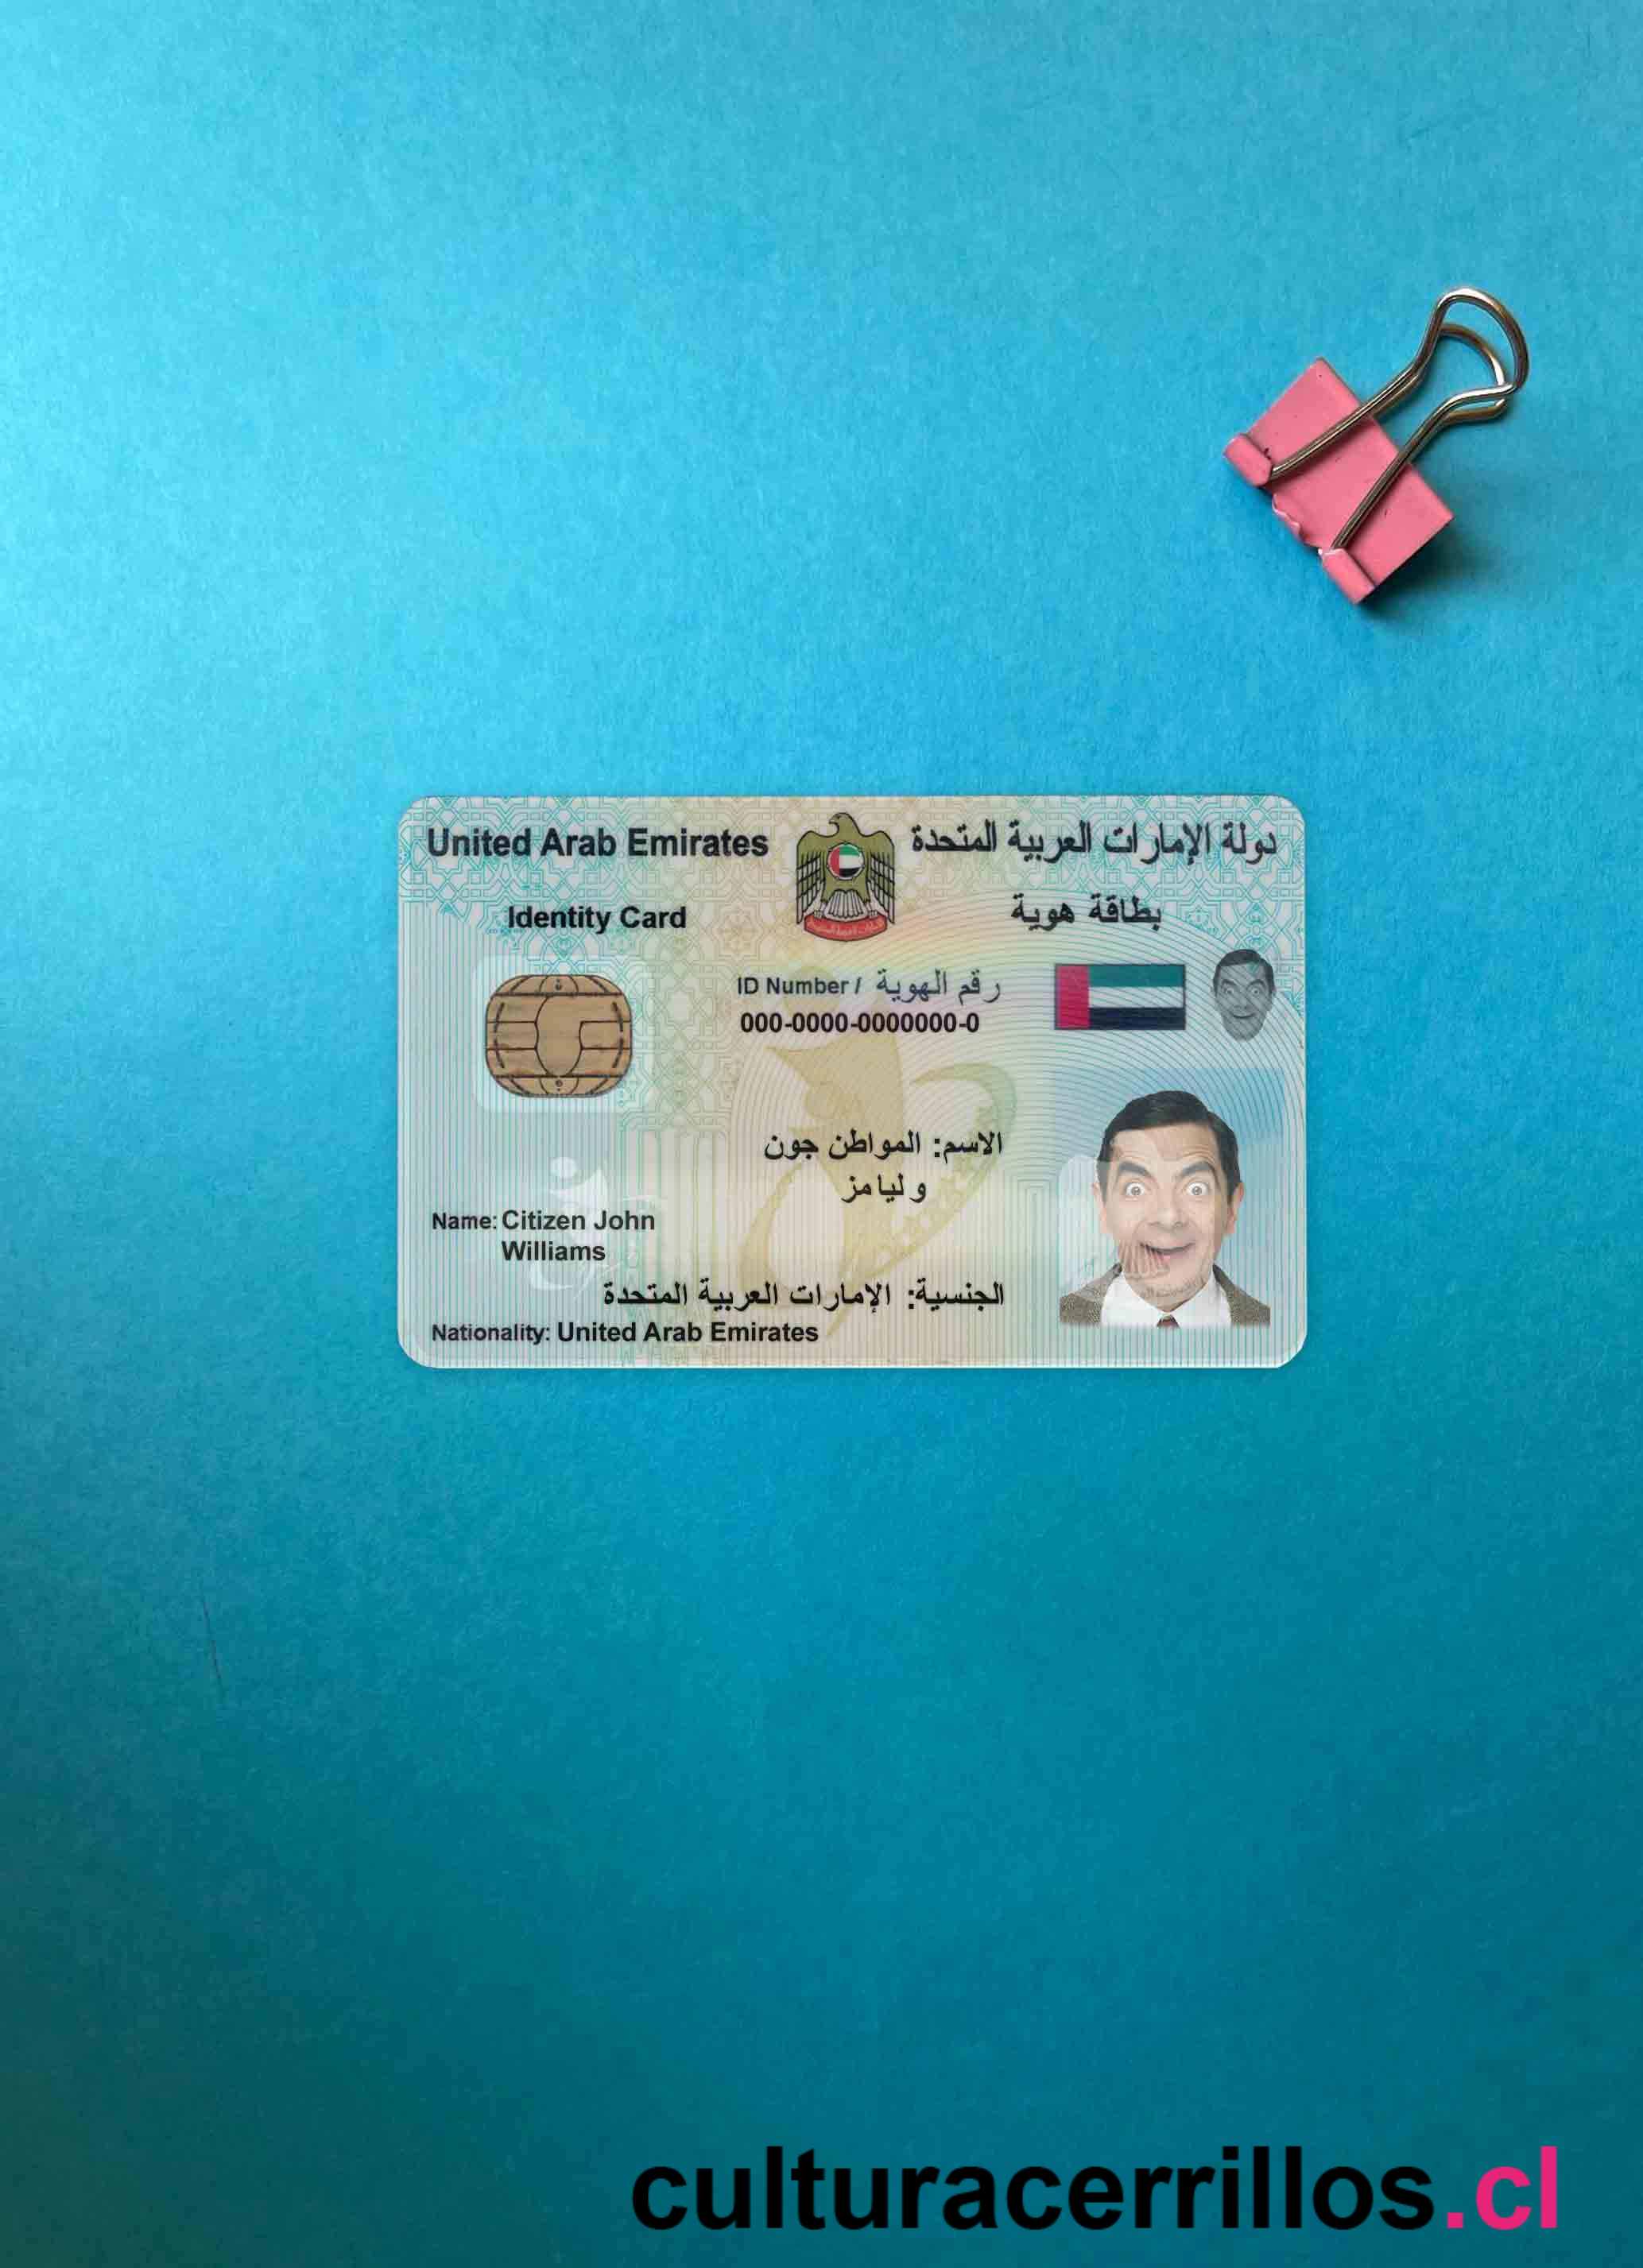 United Arab Emirates
دولة الإمارات العربية المتحدة
Identity Card
بطاقة هوية
ID Number / رقم الهوية
000-0000-0000000-0
الاسم: المواطن جون
وليامز
Name: Citizen John
Williams
الجنسية: الإمارات العربية المتحدة
Nationality: United Arab Emirates
culturacerrillos.cl